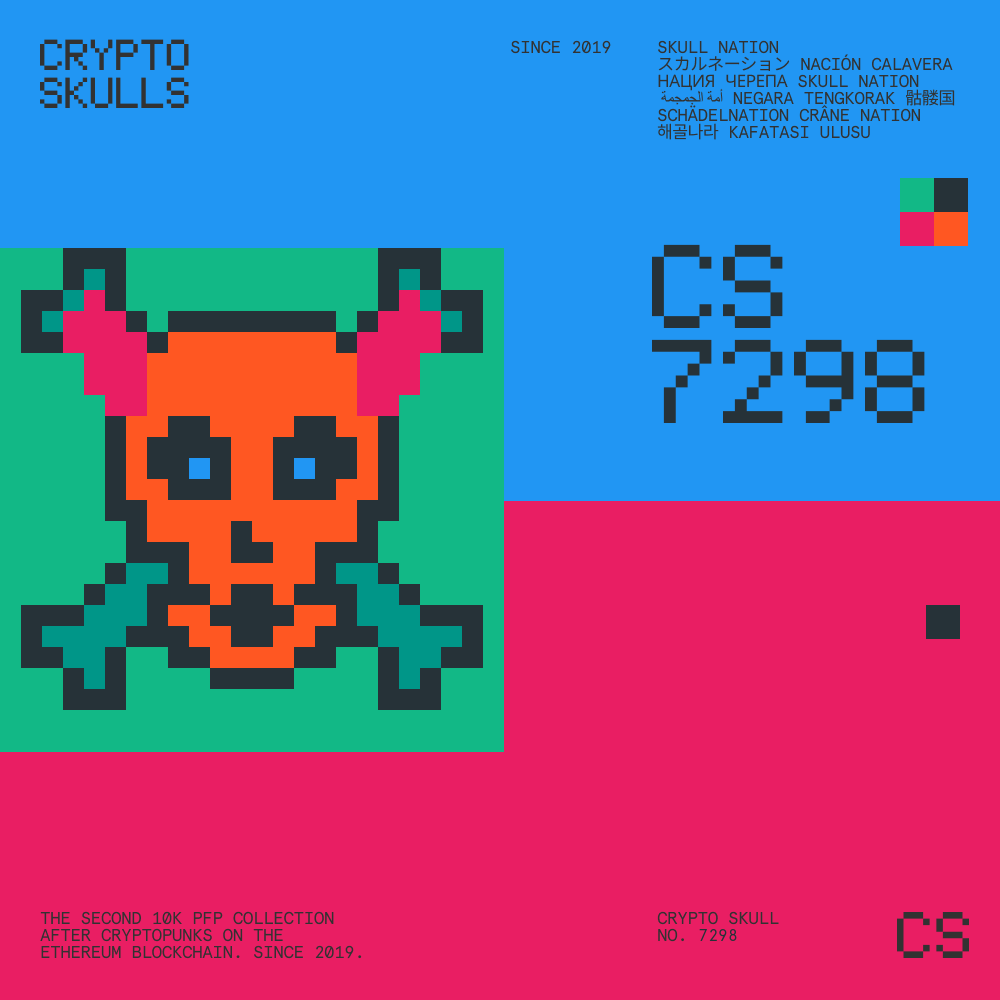 CRYPTO
SKULLS
SINCE 2019
SKULL NATION
スカルネーション NACIÓN CALAVERA
НАЦИЯ ЧЕРЕПА SKULL NATION
أمة الجمجمة NEGARA TENGKORAK 骷髅国
SCHÄDELNATION CRÂNE NATION
해골나라 KAFATASI ULUSU
CS
7298
THE SECOND 10K PFP COLLECTION
AFTER CRYPTOPUNKS ON THE
ETHEREUM BLOCKCHAIN. SINCE 2019.
CRYPTO SKULL
NO. 7298
CS